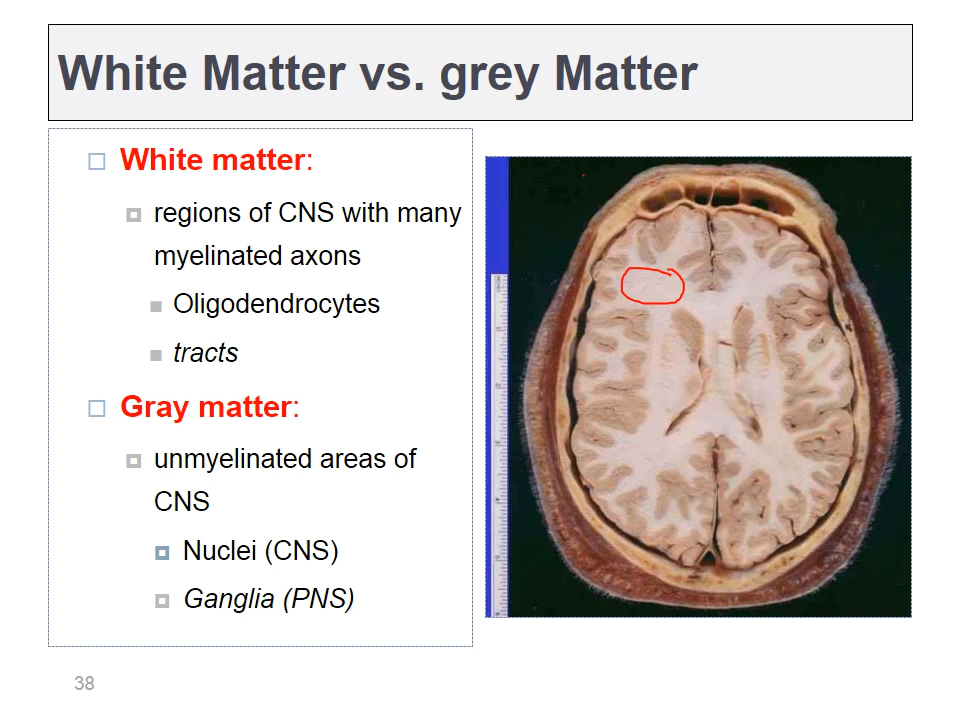 White Matter vs. grey Matter
White matter:
regions of CNS with many
myelinated axons
Oligodendrocytes
tracts
Gray matter:
unmyelinated areas of
CNS
Nuclei (CNS)
Ganglia (PNS)
38